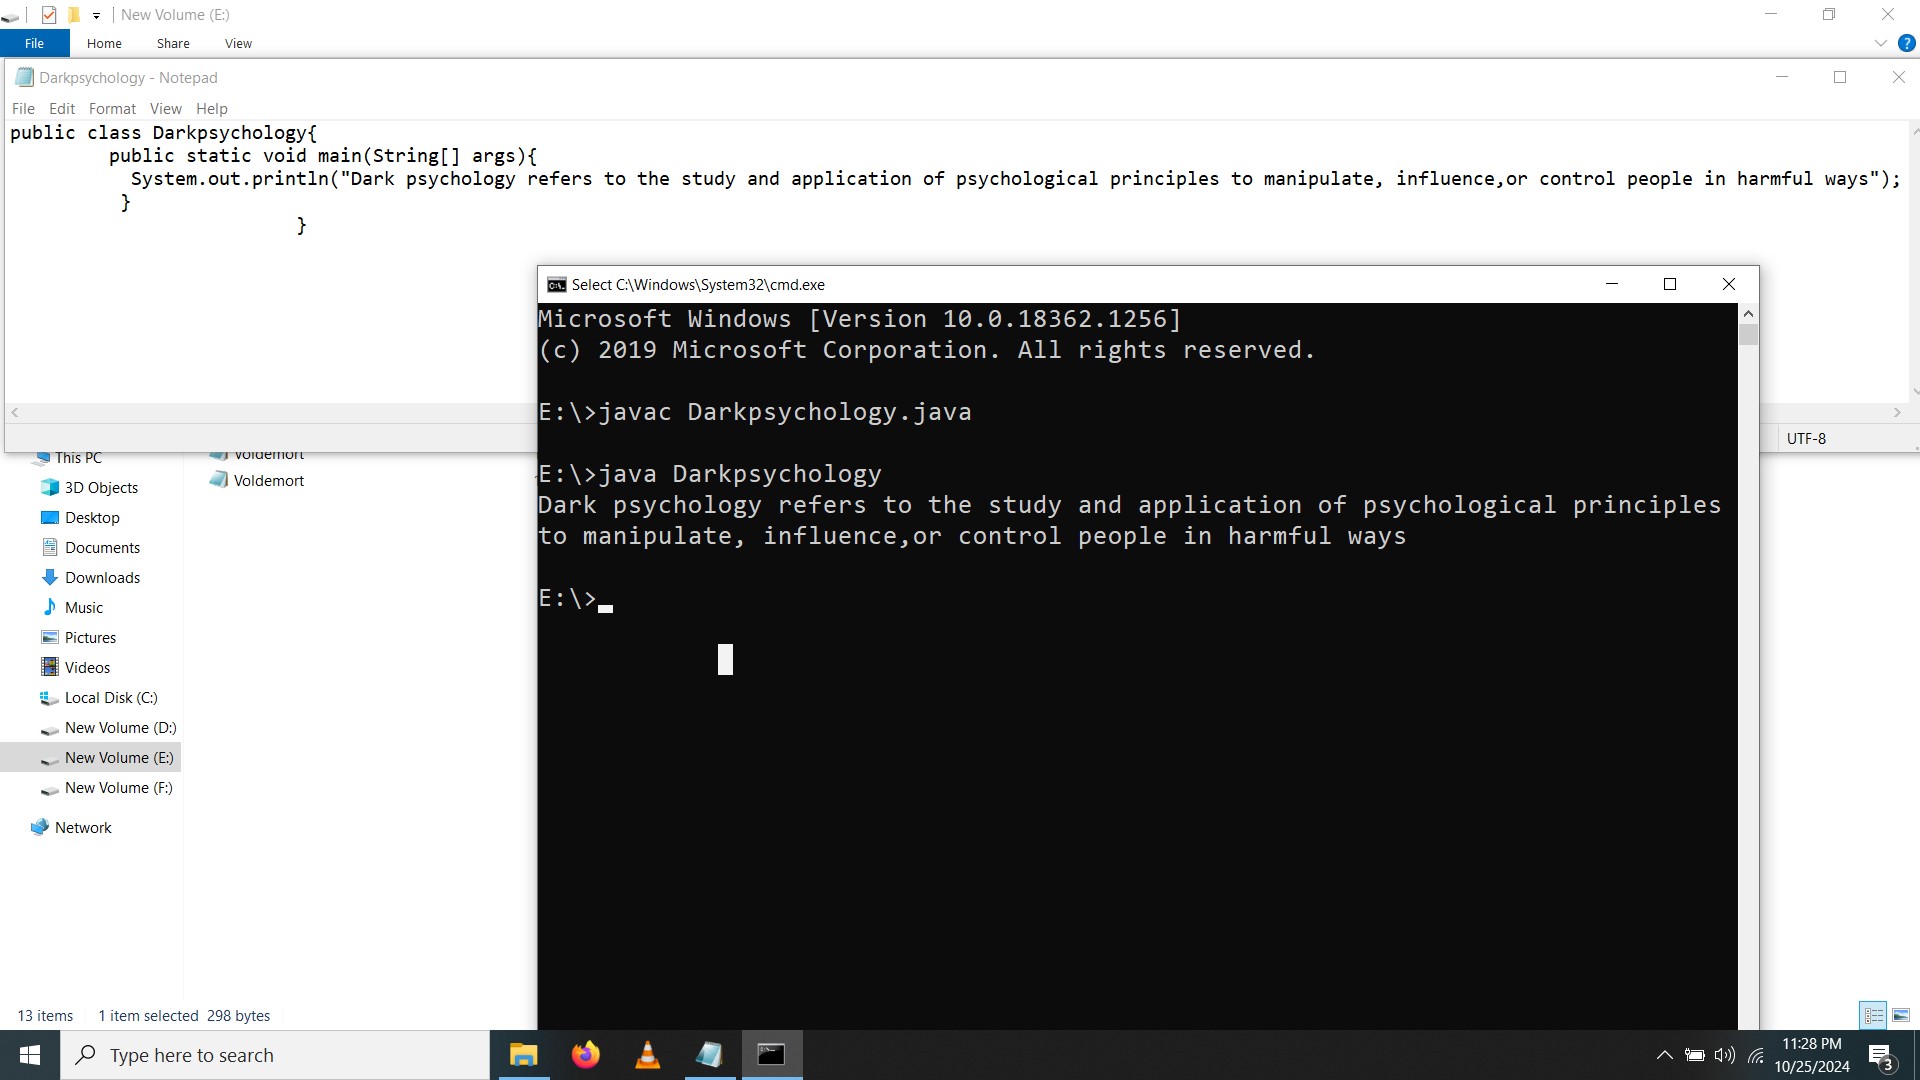 New Volume (E:)
File Home Share View
Darkpsychology - Notepad
File Edit Format View Help
public class Darkpsychology{
public static void main(String[] args){
System.out.println("Dark psychology refers to the study and application of psychological principles to manipulate, influence,or control people in harmful ways");
}
}
UTF-8
Select C:\Windows\System32\cmd.exe
Microsoft Windows [Version 10.0.18362.1256]
(c) 2019 Microsoft Corporation. All rights reserved.
E:\>javac Darkpsychology.java
E:\>java Darkpsychology
Dark psychology refers to the study and application of psychological principles
to manipulate, influence,or control people in harmful ways
E:\>
This PC
3D Objects
Desktop
Documents
Downloads
Music
Pictures
Videos
Local Disk (C:)
New Volume (D:)
New Volume (E:)
New Volume (F:)
Network
Voldemort
Voldemort
13 items 1 item selected 298 bytes
Type here to search
11:28 PM
10/25/2024
3